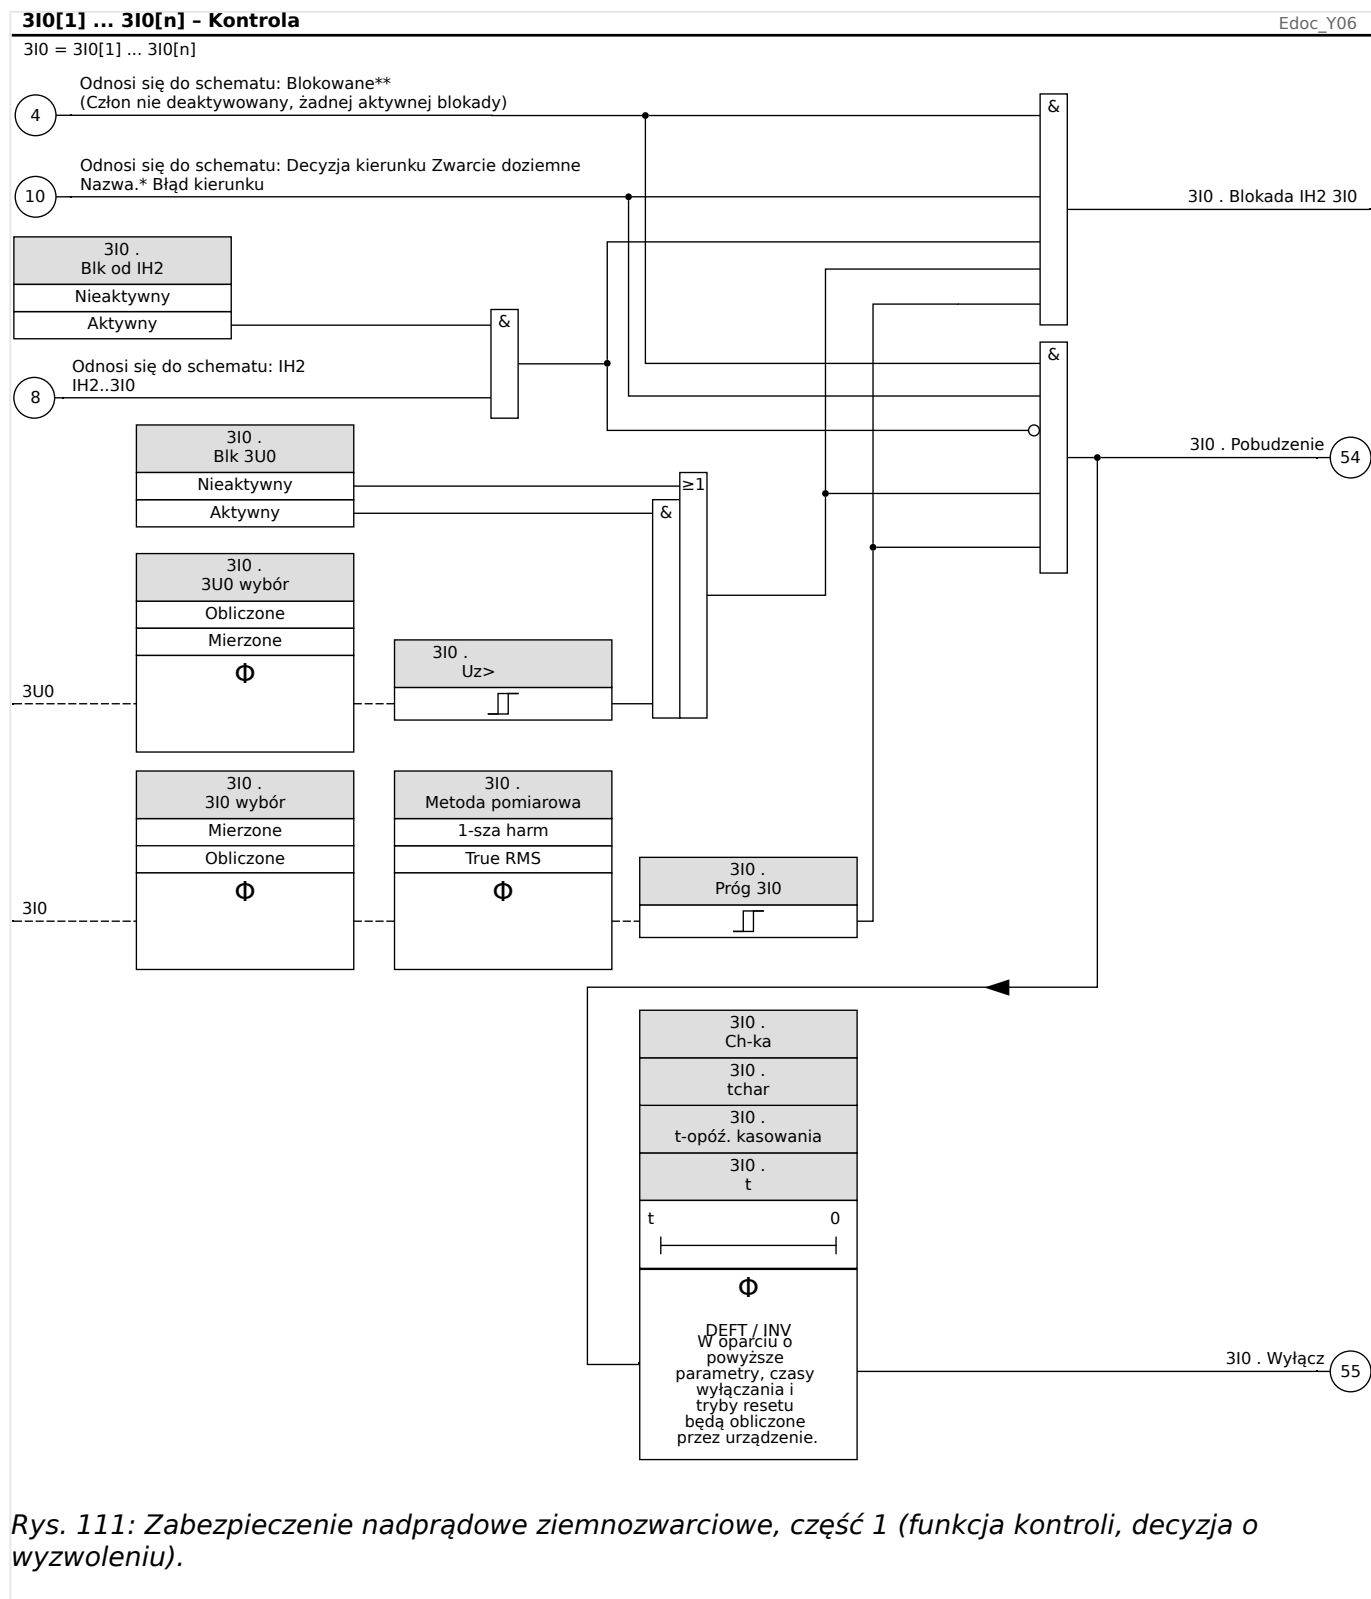 3I0[1] ... 3I0[n] – Kontrola
Edoc_Y06
3I0 = 3I0[1] ... 3I0[n]
Odnosi się do schematu: Blokowane**
(Człon nie deaktywowany, żadnej aktywnej blokady)
4
&
Odnosi się do schematu: Decyzja kierunku Zwarcie doziemne
Nazwa.* Błąd kierunku
10
3I0 . Blokada IH2 3I0
3I0 .
Blk od IH2
Nieaktywny
Aktywny
&
Odnosi się do schematu: IH2
IH2..3I0
8
&
3I0 .
Blk 3U0
Nieaktywny
Aktywny
≥1
&
3I0 . Pobudzenie
54
3I0 .
3U0 wybór
Obliczone
Mierzone
Φ
3U0
3I0 .
Uz>
3I0 .
3I0 wybór
Mierzone
Obliczone
Φ
3I0
3I0 .
Metoda pomiarowa
1-sza harm
True RMS
Φ
3I0 .
Próg 3I0
3I0 .
Ch-ka
3I0 .
tchar
3I0 .
t-opóź. kasowania
3I0 .
t
t 0
Φ
DEFT / INV
W oparciu o
powyższe
parametry, czasy
wyłączania i
tryby resetu
będą obliczone
przez urządzenie.
3I0 . Wyłącz
55
Rys. 111: Zabezpieczenie nadprądowe ziemnozwarciowe, część 1 (funkcja kontroli, decyzja o
wyzwoleniu).